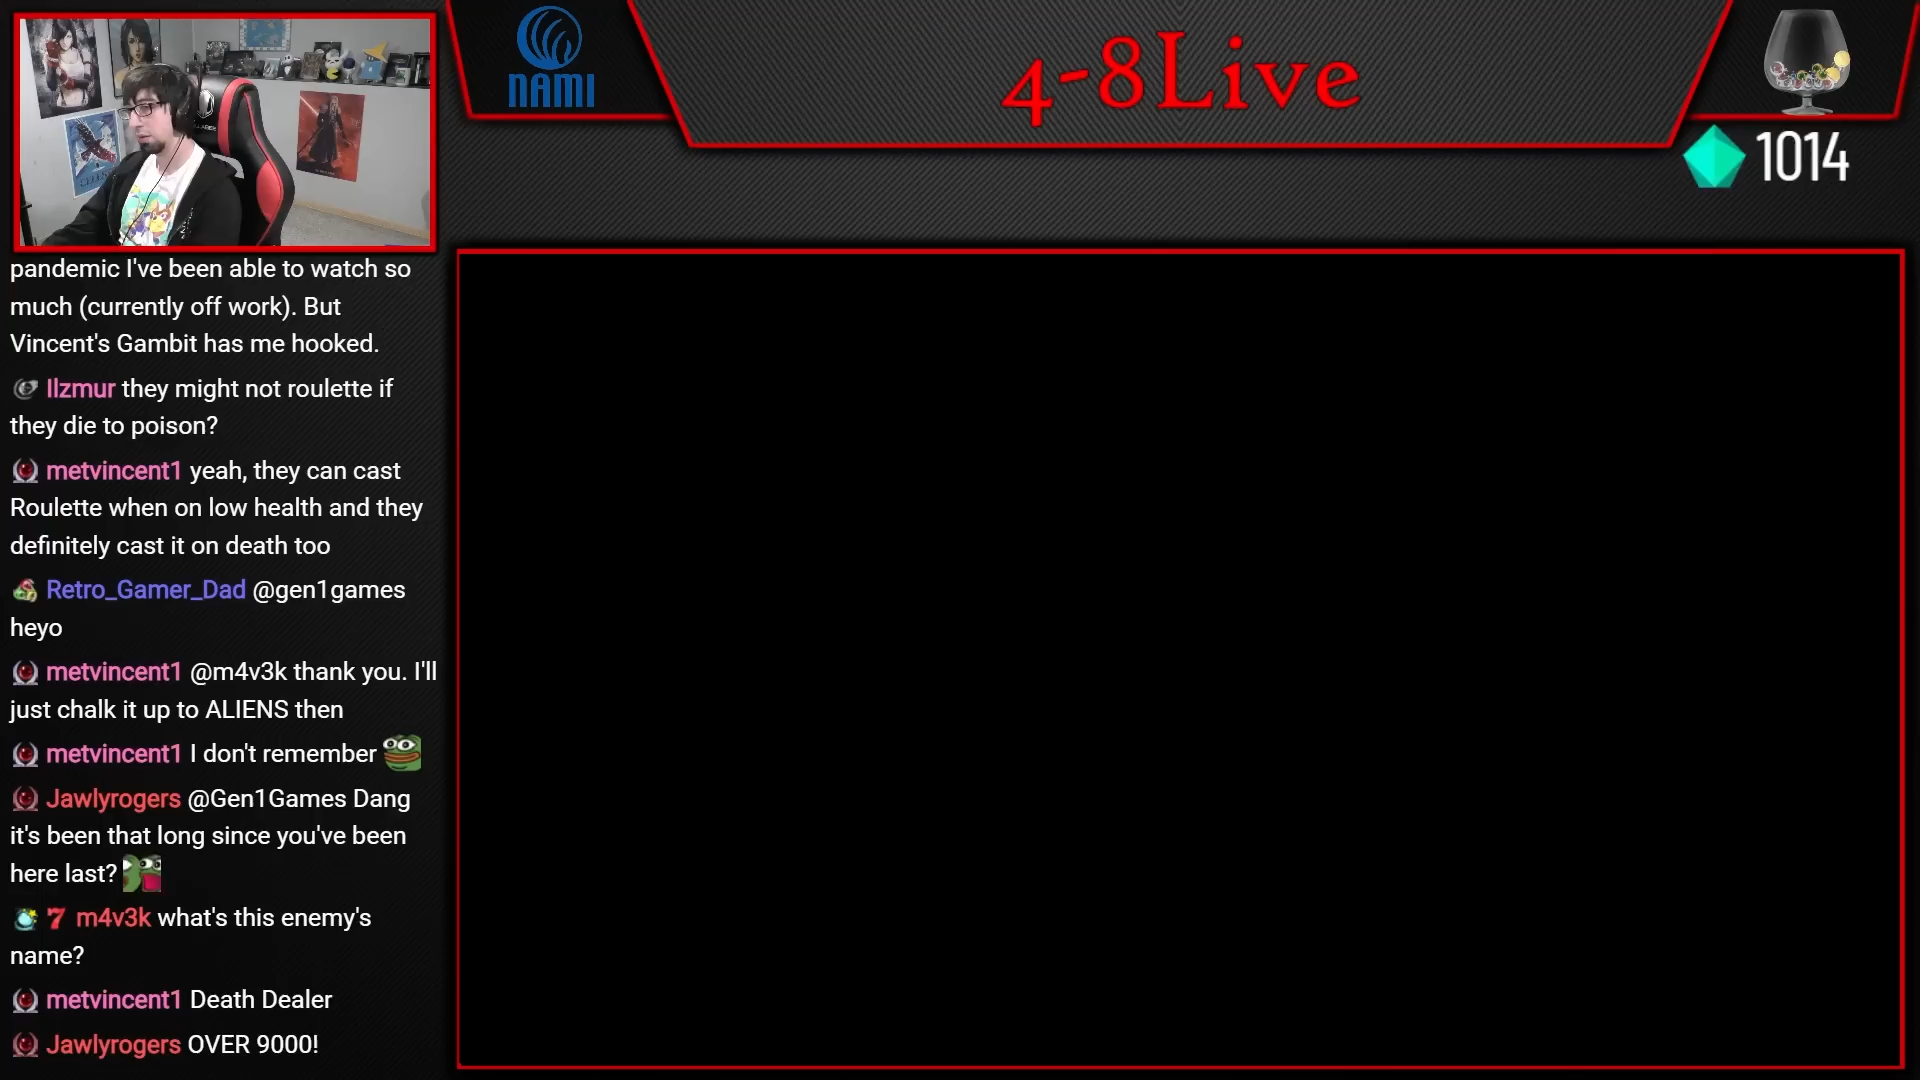 NAMI
4-8Live
1014
pandemic I've been able to watch so
much (currently off work). But
Vincent's Gambit has me hooked.
Ilzmur they might not roulette if
they die to poison?
metvincent1 yeah, they can cast
Roulette when on low health and they
definitely cast it on death too
Retro_Gamer_Dad @gen1games
heyo
metvincent1 @m4v3k thank you. I'll
just chalk it up to ALIENS then
metvincent1 I don't remember
Jawlyrogers @Gen1Games Dang
it's been that long since you've been
here last?
7 m4v3k what's this enemy's
name?
metvincent1 Death Dealer
Jawlyrogers OVER 9000!